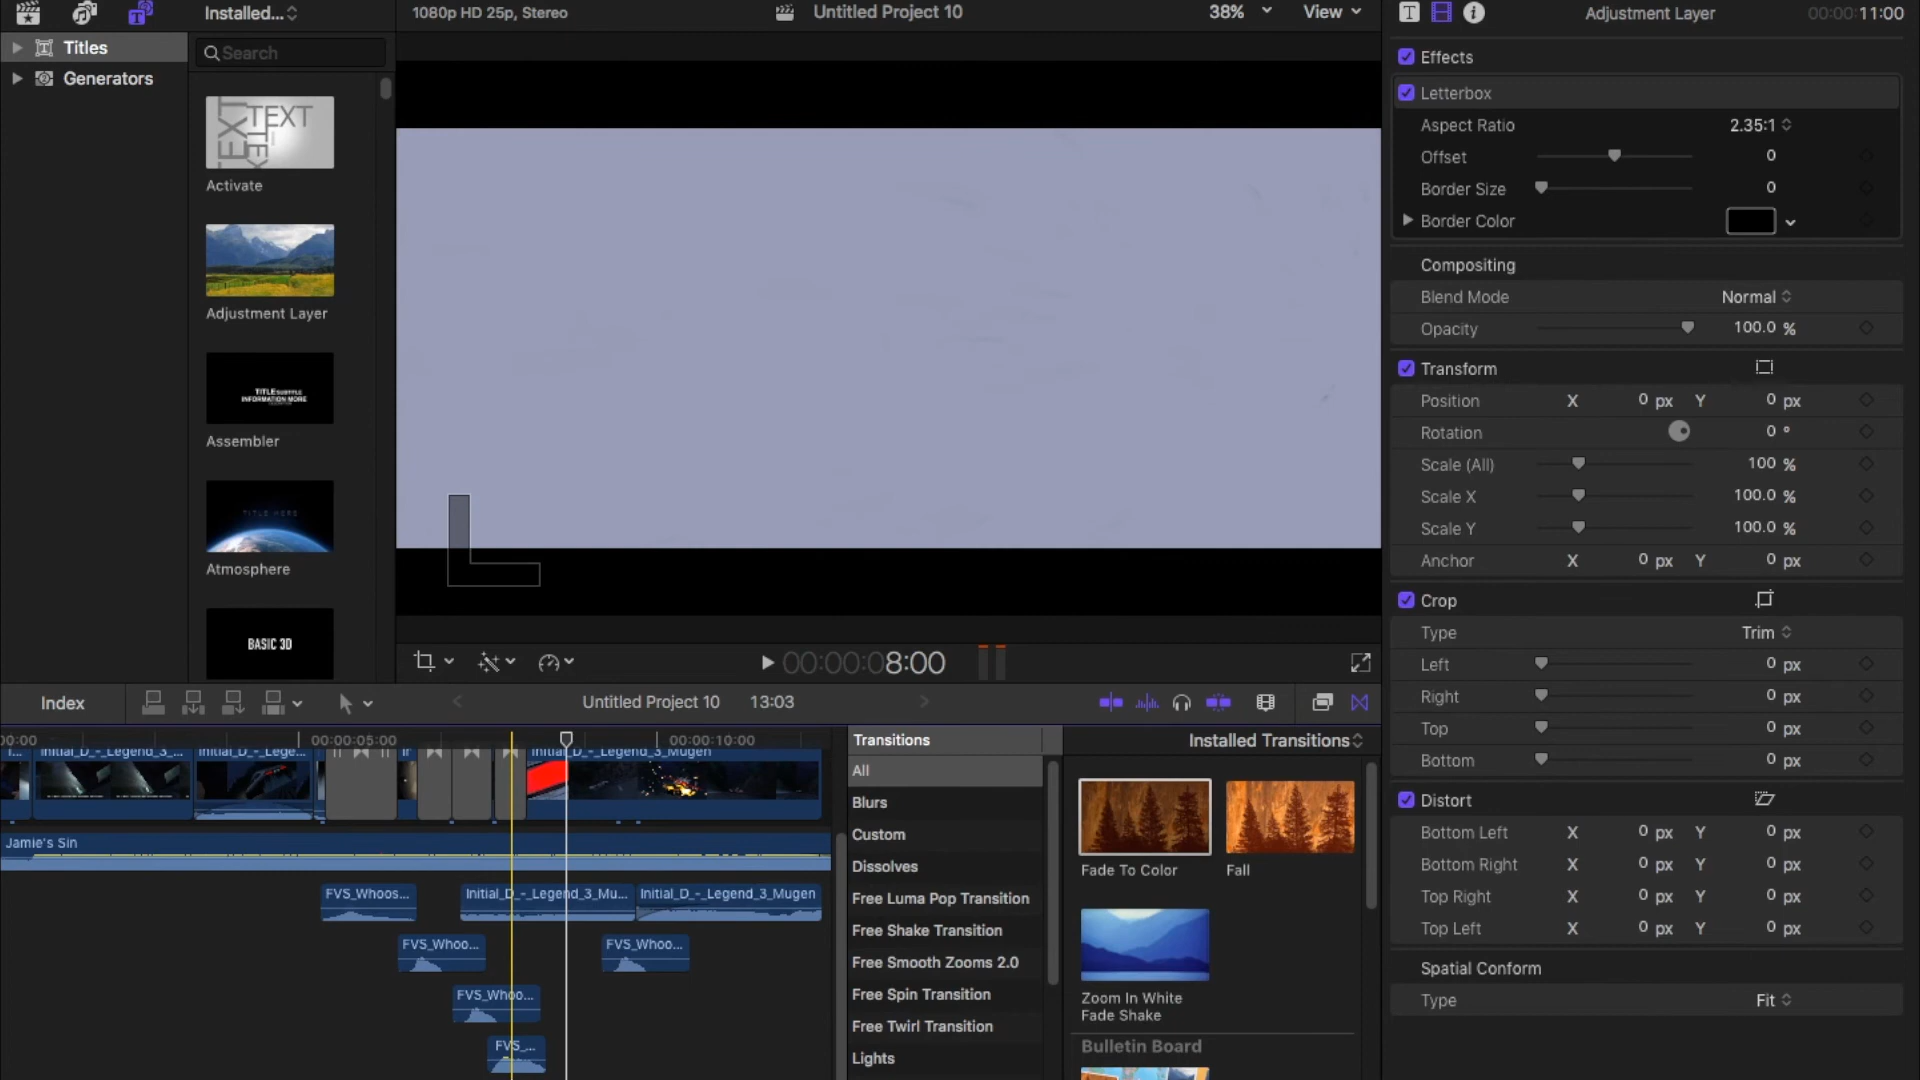 Installed...
1080p HD 25p, Stereo
Untitled Project 10
38%
View
Adjustment Layer
00:00:11:00
Titles
Search
Generators
TEXT
TEXT
Activate
Adjustment Layer
TITLE SUBTITLE
INFORMATION MORE
Assembler
TITLE HERE
Atmosphere
BASIC 3D
Effects
Letterbox
Aspect Ratio 2.35:1
Offset 0
Border Size 0
Border Color
Compositing
Blend Mode Normal
Opacity 100.0 %
Transform
Position X 0 px Y 0 px
Rotation 0 °
Scale (All) 100 %
Scale X 100.0 %
Scale Y 100.0 %
Anchor X 0 px Y 0 px
Crop
Type Trim
Left 0 px
Right 0 px
Top 0 px
Bottom 0 px
Distort
Bottom Left X 0 px Y 0 px
Bottom Right X 0 px Y 0 px
Top Right X 0 px Y 0 px
Top Left X 0 px Y 0 px
Spatial Conform
Type Fit
00:00:08:00
Index
Untitled Project 10 13:03
00:00 00:00:05:00 00:00:10:00
Initial_D_-_Legend_3_... Initial_D_-_Lege... Initial_D_-_Legend_3_Mugen
Jamie's Sin
FVS_Whoos... Initial_D_-_Legend_3_Mu... Initial_D_-_Legend_3_Mugen
FVS_Whoo... FVS_Whoo...
FVS_Whoo...
FVS_...
Transitions
All
Blurs
Custom
Dissolves
Free Luma Pop Transition
Free Shake Transition
Free Smooth Zooms 2.0
Free Spin Transition
Free Twirl Transition
Lights
Installed Transitions
Fade To Color
Fall
Zoom In White
Fade Shake
Bulletin Board